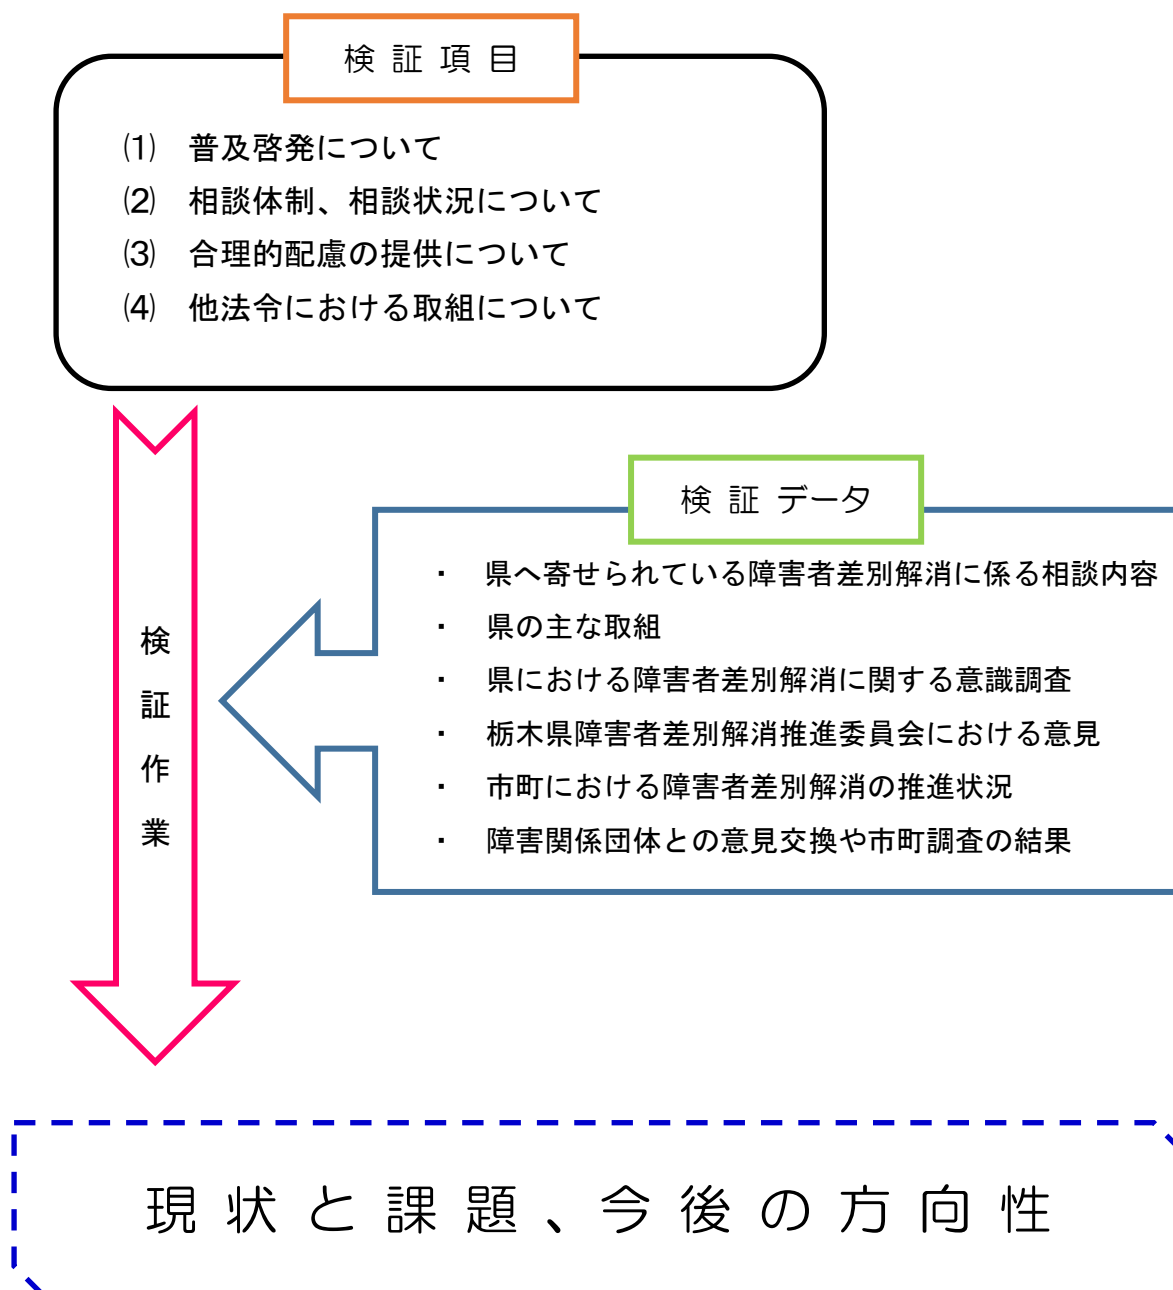 検証項目
⑴　普及啓発について
⑵　相談体制、相談状況について
⑶　合理的配慮の提供について
⑷　他法令における取組について
検証データ
・　県へ寄せられている障害者差別解消に係る相談内容
・　県の主な取組
・　県における障害者差別解消に関する意識調査
・　栃木県障害者差別解消推進委員会における意見
・　市町における障害者差別解消の推進状況
・　障害関係団体との意見交換や市町調査の結果
検証作業
現状と課題、今後の方向性